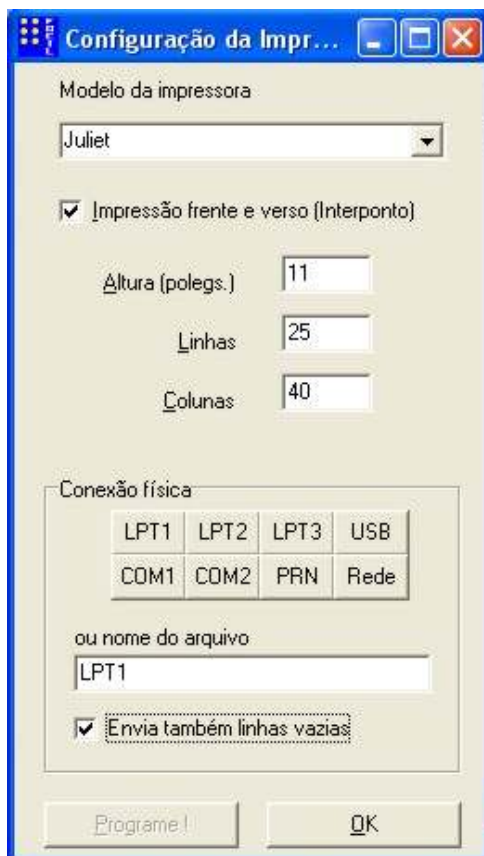 Configuração da Impr...
Modelo da impressora
Juliet
Impressão frente e verso (Interponto)
Altura (polegs.) 11
Linhas 25
Colunas 40
Conexão física
LPT1 LPT2 LPT3 USB
COM1 COM2 PRN Rede
ou nome do arquivo
LPT1
Envia também linhas vazias
Programe ! OK